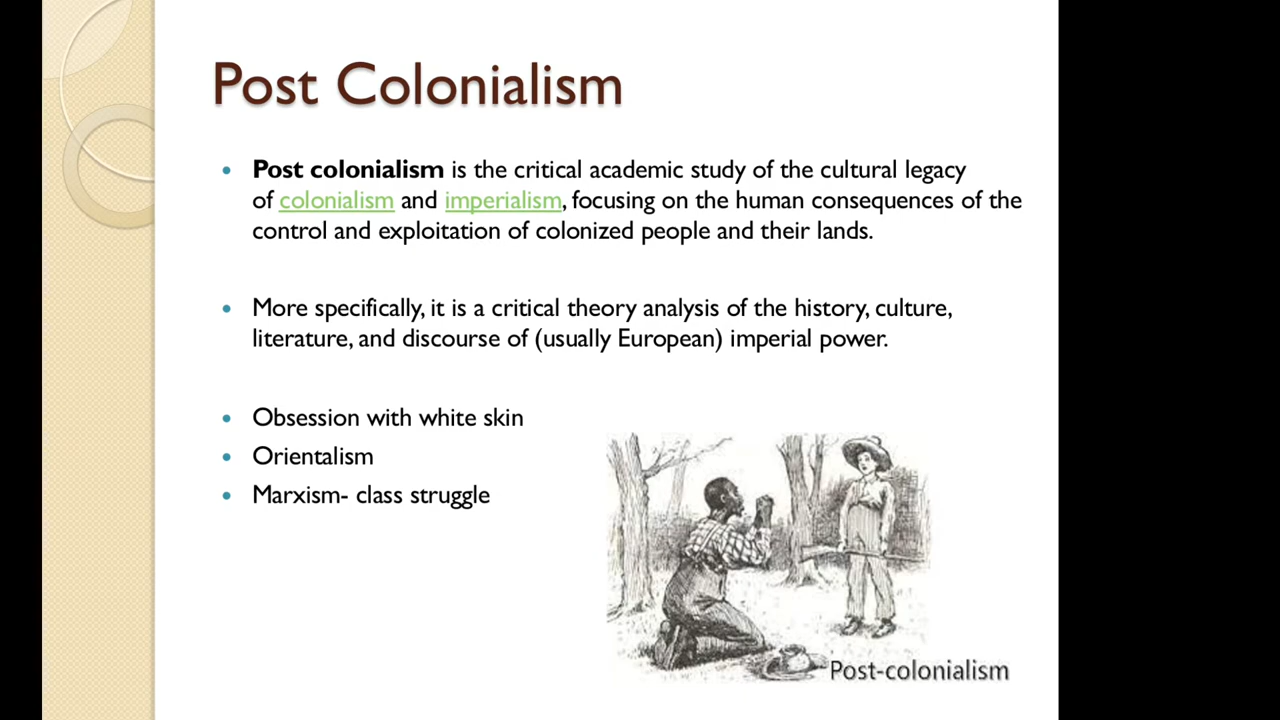 Post Colonialism
Post colonialism is the critical academic study of the cultural legacy
of colonialism and imperialism, focusing on the human consequences of the
control and exploitation of colonized people and their lands.
More specifically, it is a critical theory analysis of the history, culture,
literature, and discourse of (usually European) imperial power.
Obsession with white skin
Orientalism
Marxism- class struggle
Post-colonialism